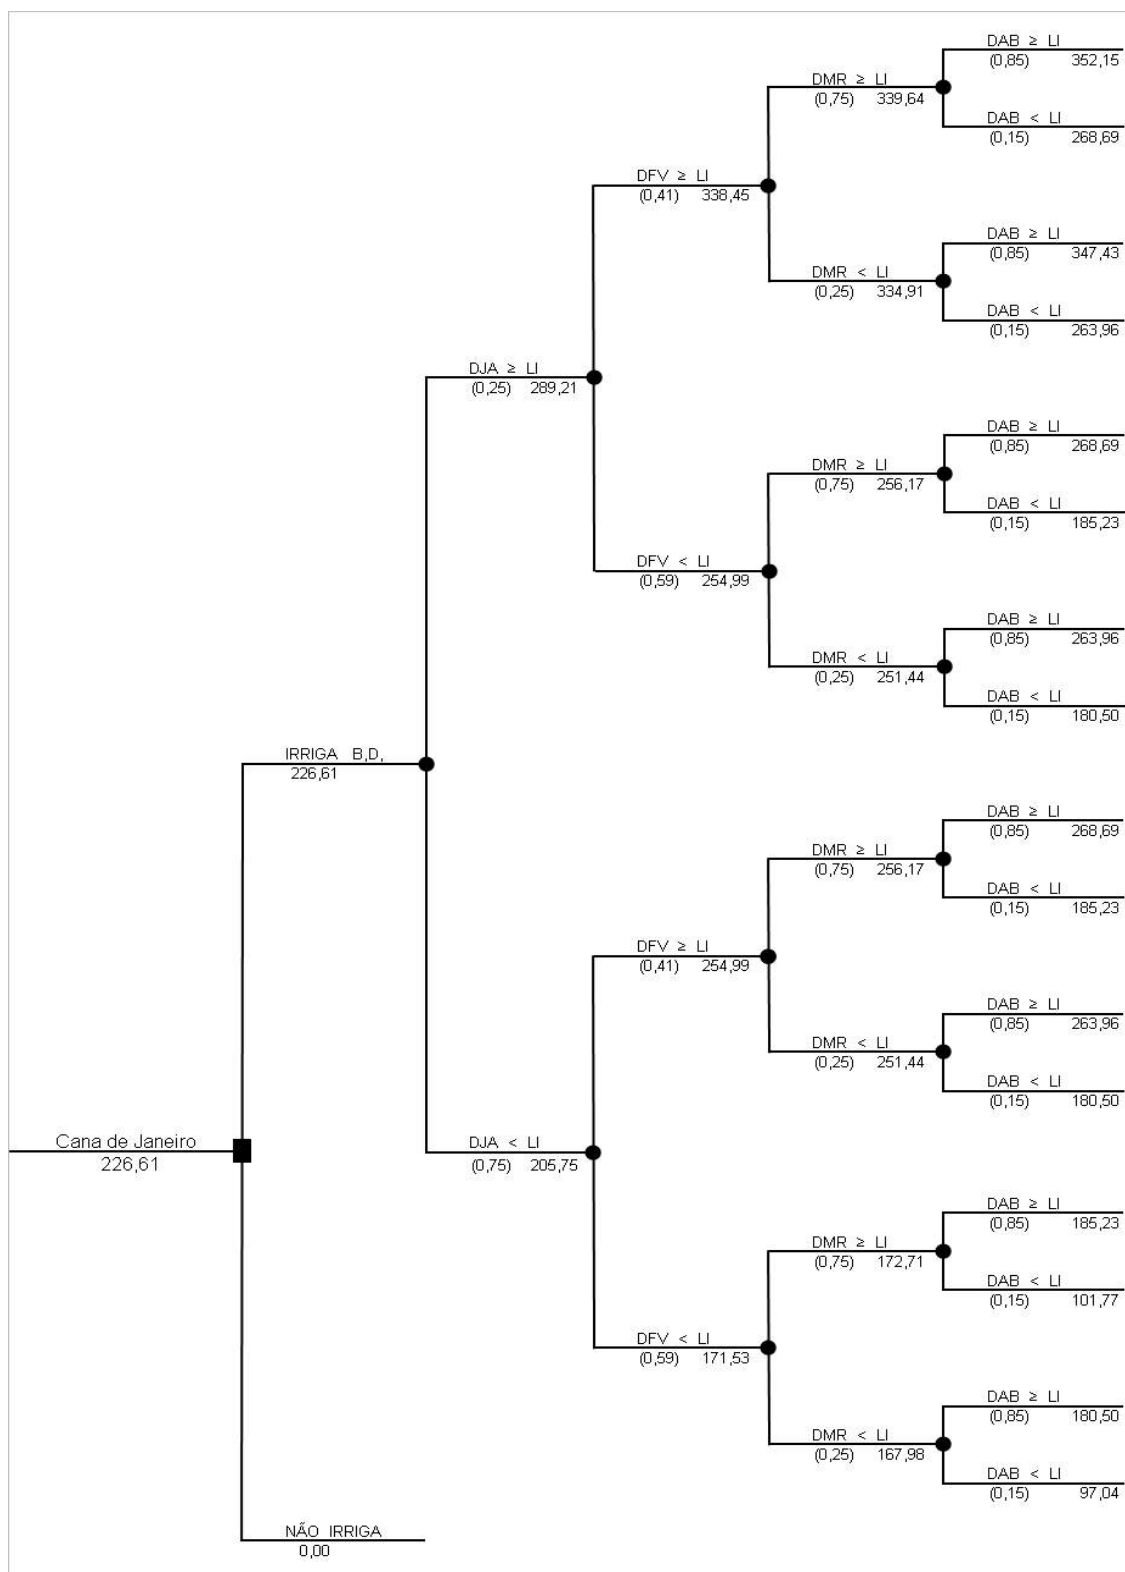 DAB ≥ LI
(0,85) 352,15
DMR ≥ LI
(0,75) 339,64
DAB < LI
(0,15) 268,69
DFV ≥ LI
(0,41) 338,45
DAB ≥ LI
(0,85) 347,43
DMR < LI
(0,25) 334,91
DAB < LI
(0,15) 263,96
DJA ≥ LI
(0,25) 289,21
DAB ≥ LI
(0,85) 268,69
DMR ≥ LI
(0,75) 256,17
DAB < LI
(0,15) 185,23
DFV < LI
(0,59) 254,99
DAB ≥ LI
(0,85) 263,96
DMR < LI
(0,25) 251,44
DAB < LI
(0,15) 180,50
IRRIGA B,D,
226,61
DAB ≥ LI
(0,85) 268,69
DMR ≥ LI
(0,75) 256,17
DAB < LI
(0,15) 185,23
DFV ≥ LI
(0,41) 254,99
DAB ≥ LI
(0,85) 263,96
DMR < LI
(0,25) 251,44
DAB < LI
(0,15) 180,50
Cana de Janeiro
226,61
DJA < LI
(0,75) 205,75
DAB ≥ LI
(0,85) 185,23
DMR ≥ LI
(0,75) 172,71
DAB < LI
(0,15) 101,77
DFV < LI
(0,59) 171,53
DAB ≥ LI
(0,85) 180,50
DMR < LI
(0,25) 167,98
DAB < LI
(0,15) 97,04
NÃO IRRIGA
0,00